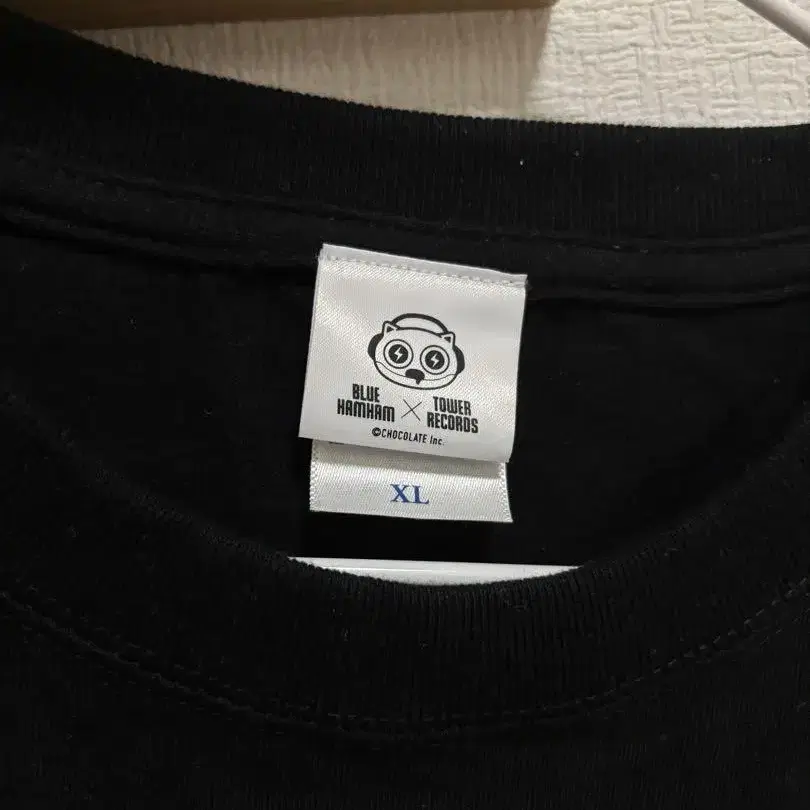 BLUE
HAMHAM × TOWER
RECORDS
©CHOCOLATE Inc.
XL